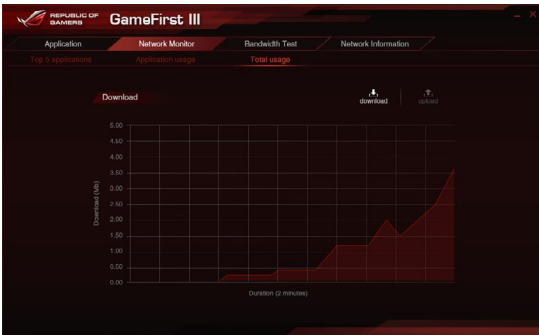 REPUBLIC OF
GAMERS
GameFirst III
Application Network Monitor Bandwidth Test Network Information
Top 5 applications Application usage Total usage
Download
download upload
5.00
4.50
4.00
3.50
3.00
2.50
2.00
1.50
1.00
0.50
0.00
Download (Mb)
Duration (2 minutes)